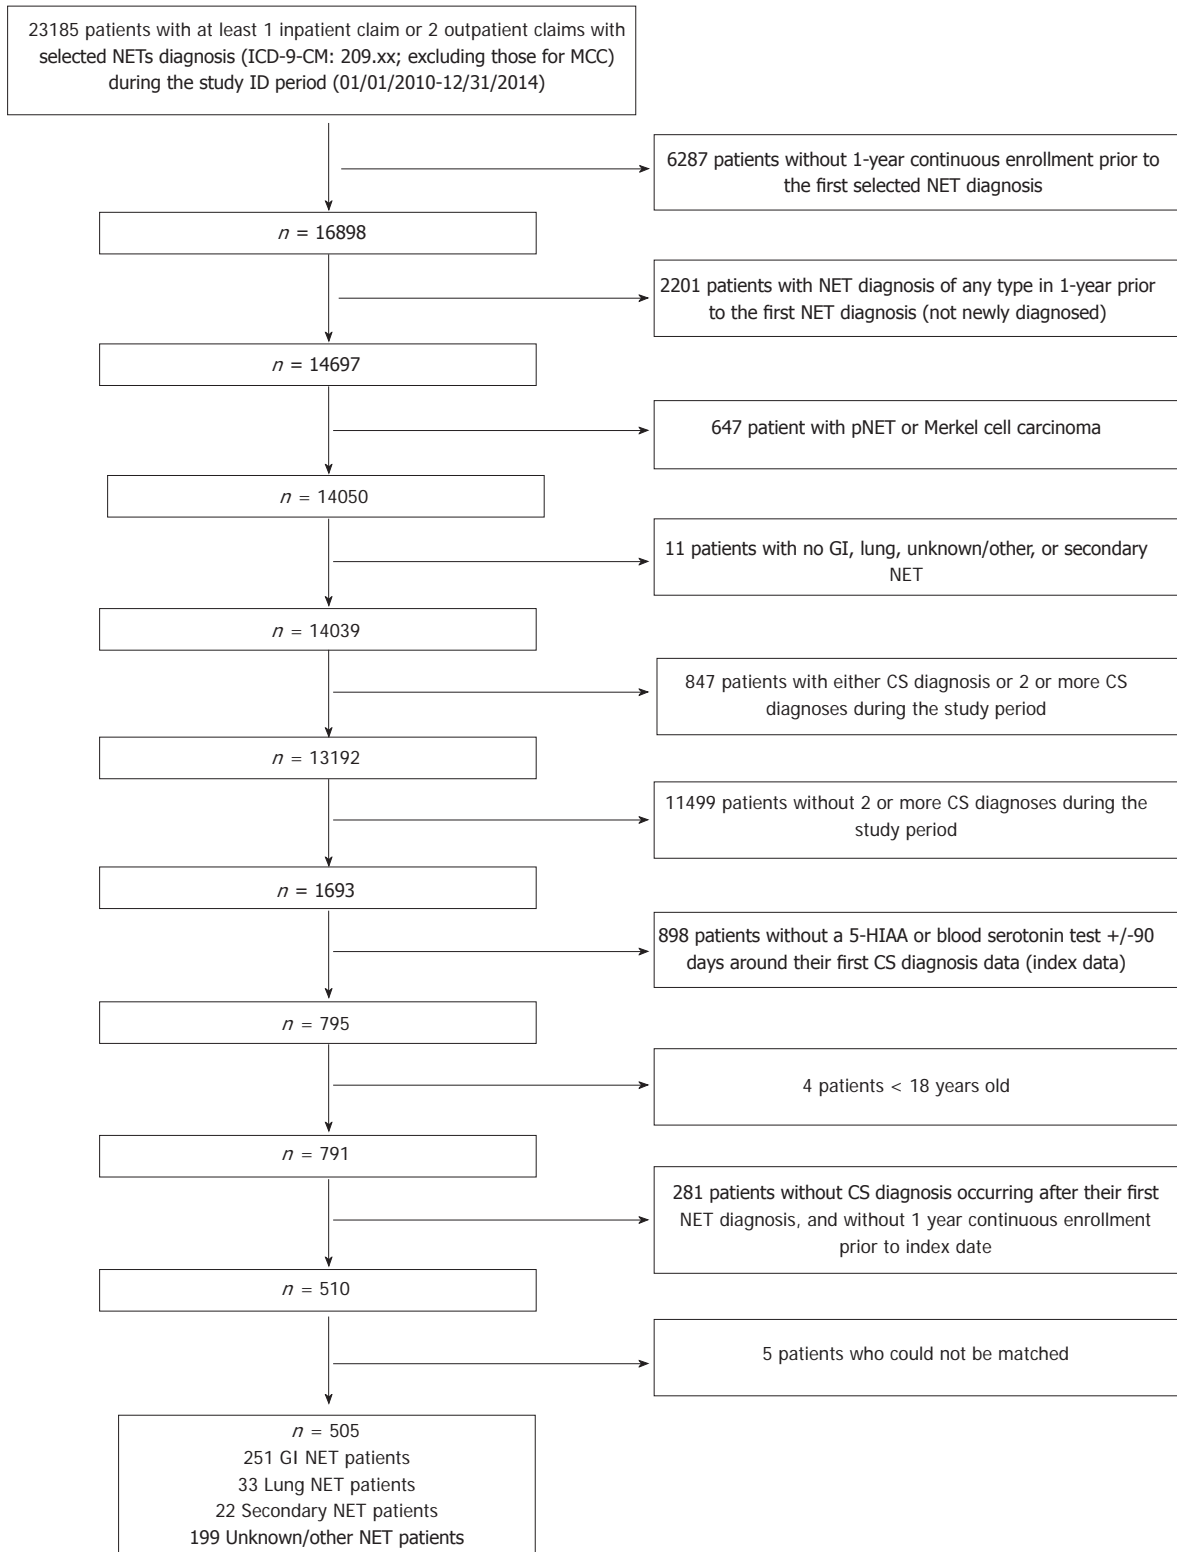 23185 patients with at least 1 inpatient claim or 2 outpatient claims with
selected NETs diagnosis (ICD-9-CM: 209.xx; excluding those for MCC)
during the study ID period (01/01/2010-12/31/2014)
6287 patients without 1-year continuous enrollment prior to
the first selected NET diagnosis
n = 16898
2201 patients with NET diagnosis of any type in 1-year prior
to the first NET diagnosis (not newly diagnosed)
n = 14697
647 patient with pNET or Merkel cell carcinoma
n = 14050
11 patients with no GI, lung, unknown/other, or secondary
NET
n = 14039
847 patients with either CS diagnosis or 2 or more CS
diagnoses during the study period
n = 13192
11499 patients without 2 or more CS diagnoses during the
study period
n = 1693
898 patients without a 5-HIAA or blood serotonin test +/-90
days around their first CS diagnosis data (index data)
n = 795
4 patients < 18 years old
n = 791
281 patients without CS diagnosis occurring after their first
NET diagnosis, and without 1 year continuous enrollment
prior to index date
n = 510
5 patients who could not be matched
n = 505
251 GI NET patients
33 Lung NET patients
22 Secondary NET patients
199 Unknown/other NET patients